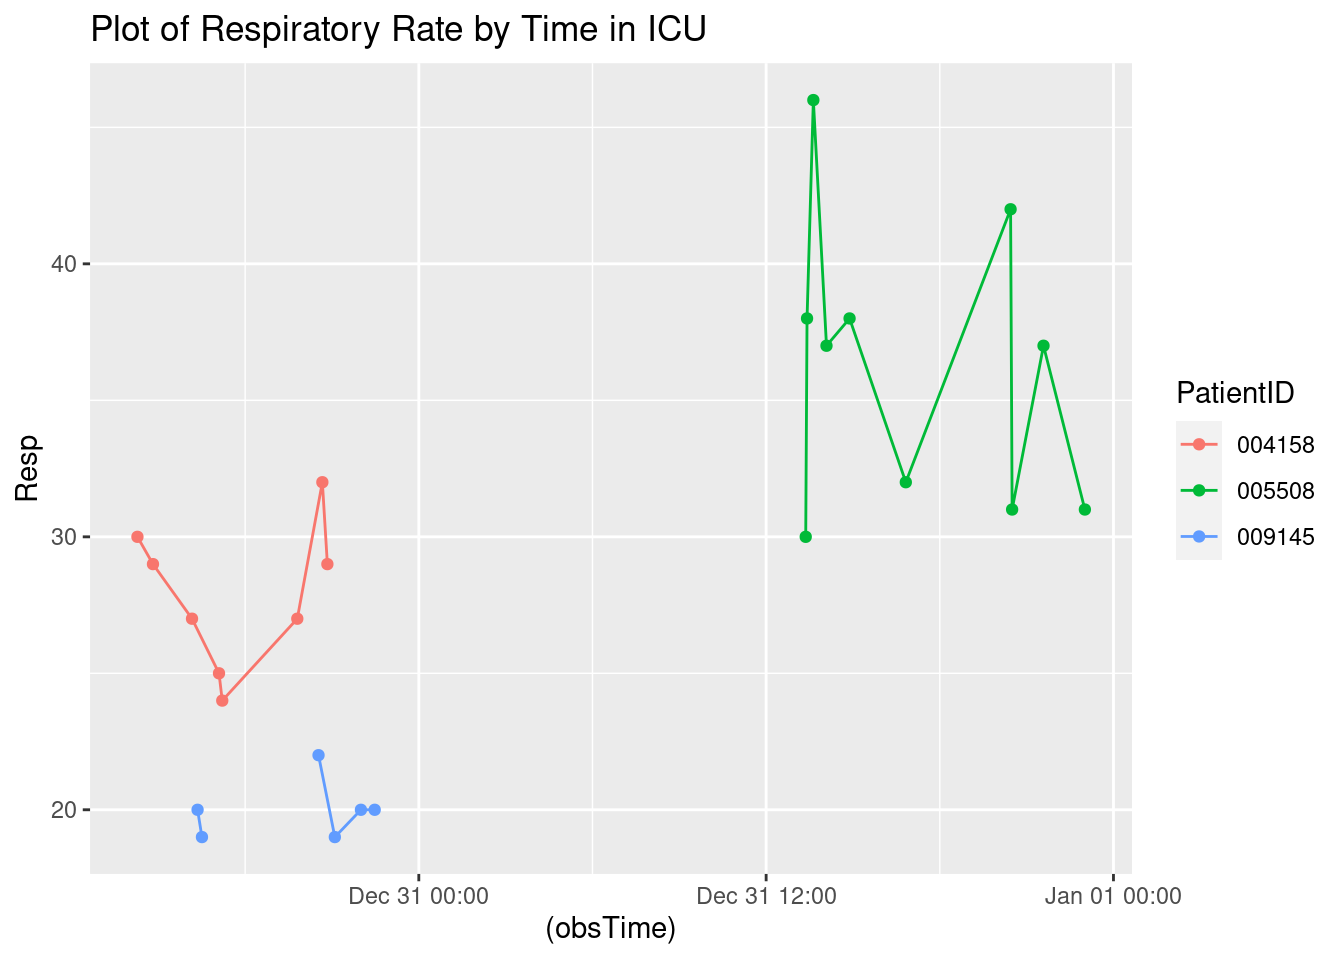 Plot of Respiratory Rate by Time in ICU
Resp
40
30
20
Dec 31 00:00
Dec 31 12:00
Jan 01 00:00
(obsTime)
PatientID
004158
005508
009145